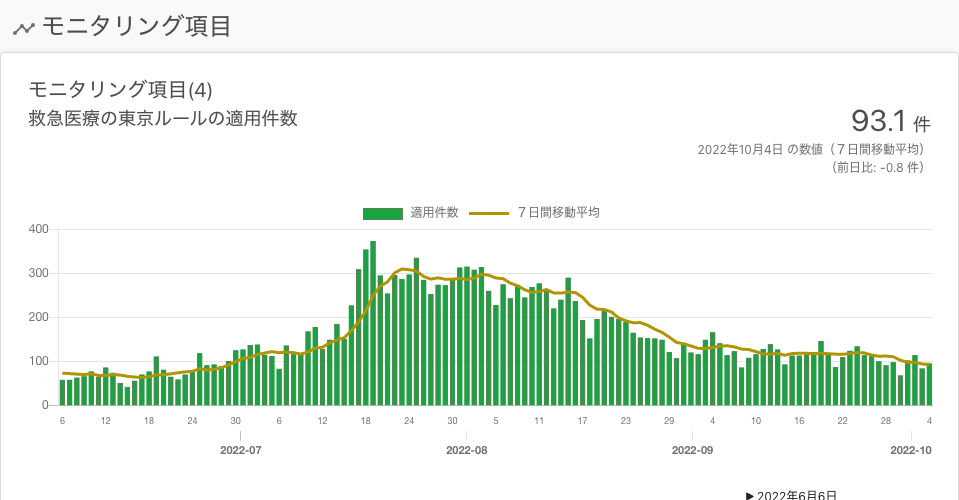 モニタリング項目
モニタリング項目(4)
救急医療の東京ルールの適用件数
93.1 件
2022年10月4日 の数値（７日間移動平均）
（前日比: -0.8 件）
適用件数 ７日間移動平均
400
300
200
100
0
6 12 18 24 30 6 12 18 24 30 5 11 17 23 29 4 10 16 22 28 4
2022-07 2022-08 2022-09 2022-10
▶ 2022年6月6日